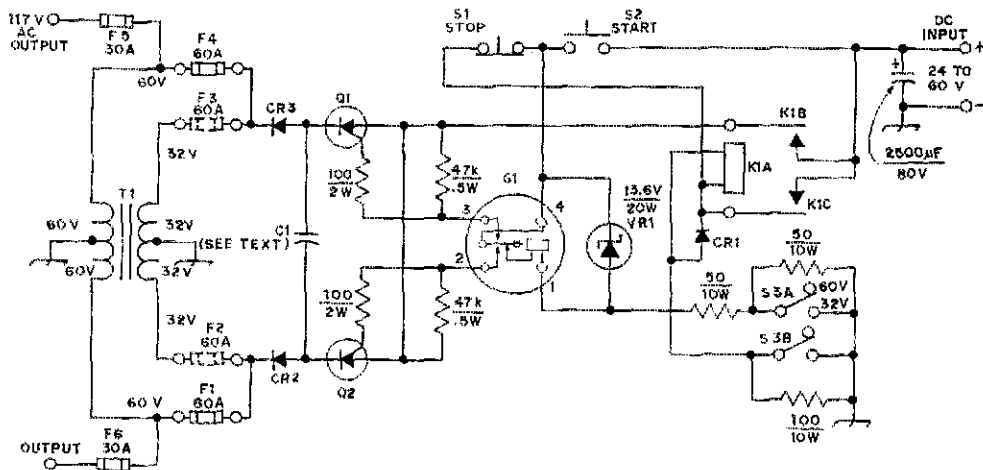 117 V
AC
OUTPUT
F5
30A
F4
60A
60V
F3
60A
32V
CR3
Q1
100
2W
47k
.5W
G1
3
4
2
1
S1
STOP
S2
START
DC
INPUT
+
+
24 TO
60 V
-
2500µF
80V
K1B
K1A
K1C
13.6V
20W
VR1
CR1
50
10W
50
10W
S3A
60V
32V
S3B
100
10W
T1
60V
32V
C1
(SEE TEXT)
60V
32V
100
2W
47k
.5W
32V
F2
60A
CR2
Q2
60V
F1
60A
F6
30A
OUTPUT